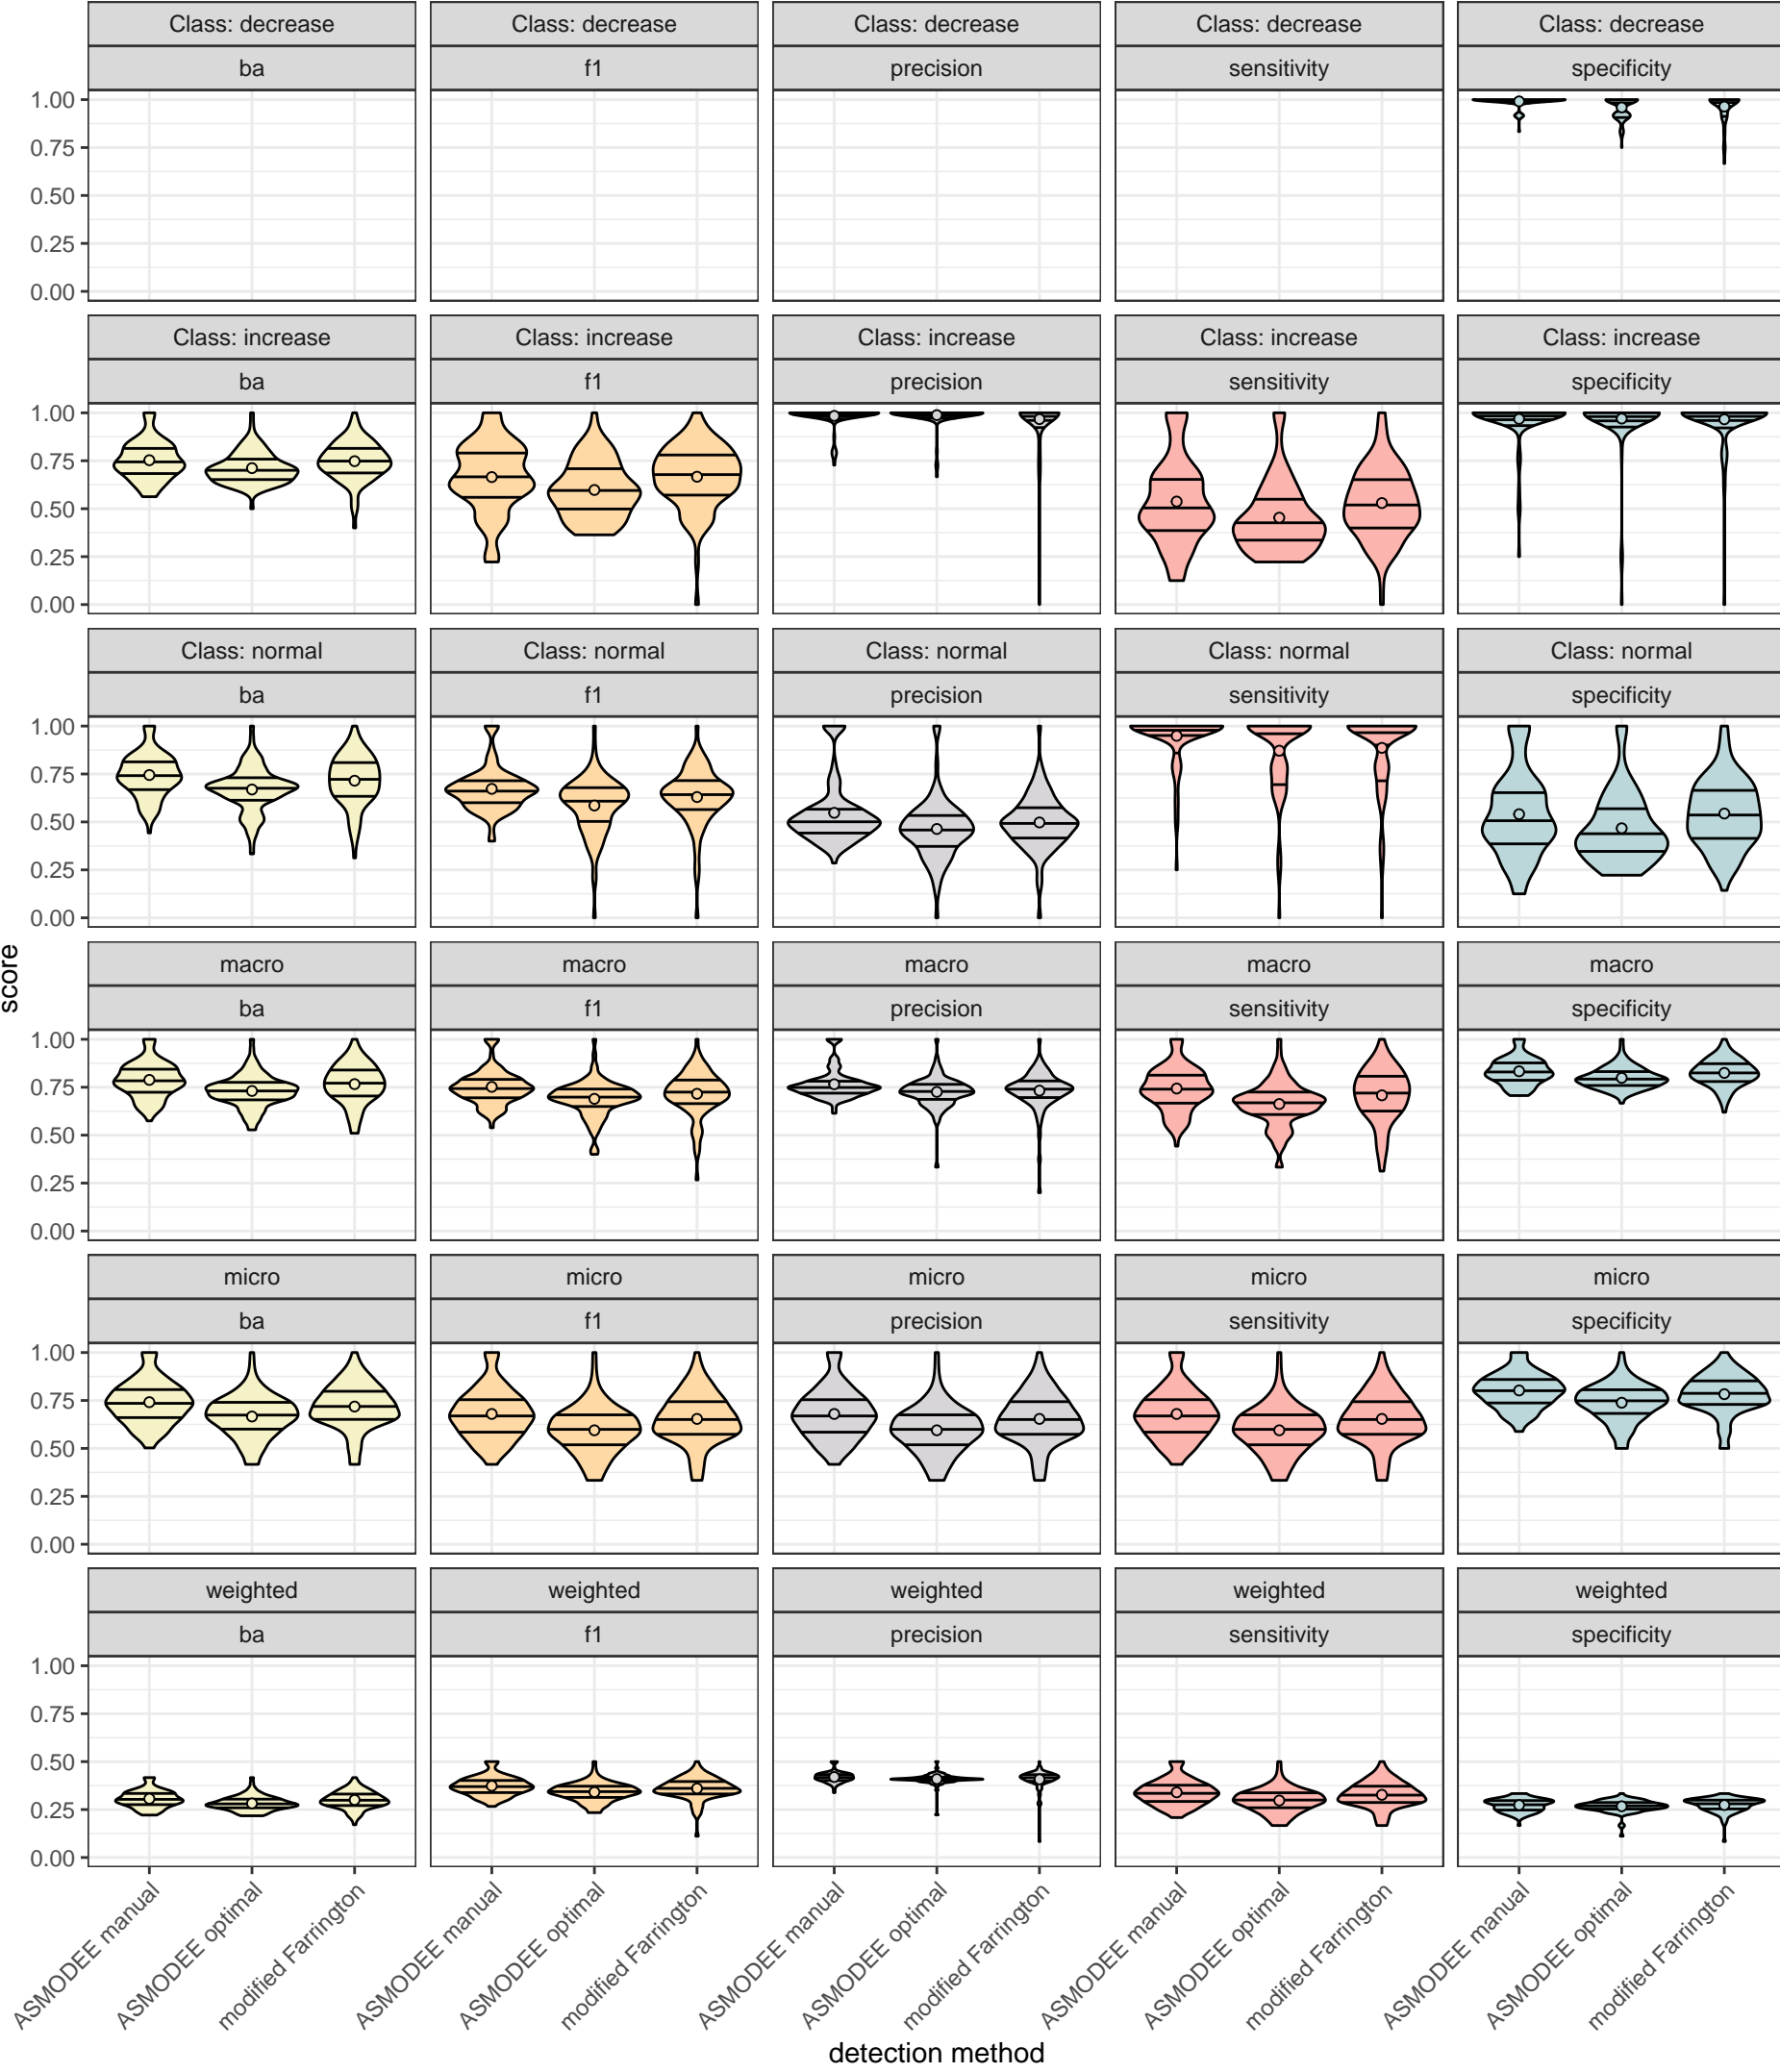 Class: decrease Class: decrease Class: decrease Class: decrease Class: decrease
ba f1 precision sensitivity specificity
1.00
0.75
0.50
0.25
0.00
Class: increase Class: increase Class: increase Class: increase Class: increase
ba f1 precision sensitivity specificity
1.00
0.75
0.50
0.25
0.00
Class: normal Class: normal Class: normal Class: normal Class: normal
ba f1 precision sensitivity specificity
1.00
0.75
0.50
0.25
0.00
score
macro macro macro macro macro
ba f1 precision sensitivity specificity
1.00
0.75
0.50
0.25
0.00
micro micro micro micro micro
ba f1 precision sensitivity specificity
1.00
0.75
0.50
0.25
0.00
weighted weighted weighted weighted weighted
ba f1 precision sensitivity specificity
1.00
0.75
0.50
0.25
0.00
ASMODEE manual ASMODEE optimal modified Farrington ASMODEE manual ASMODEE optimal modified Farrington ASMODEE manual ASMODEE optimal modified Farrington ASMODEE manual ASMODEE optimal modified Farrington ASMODEE manual ASMODEE optimal modified Farrington
detection method